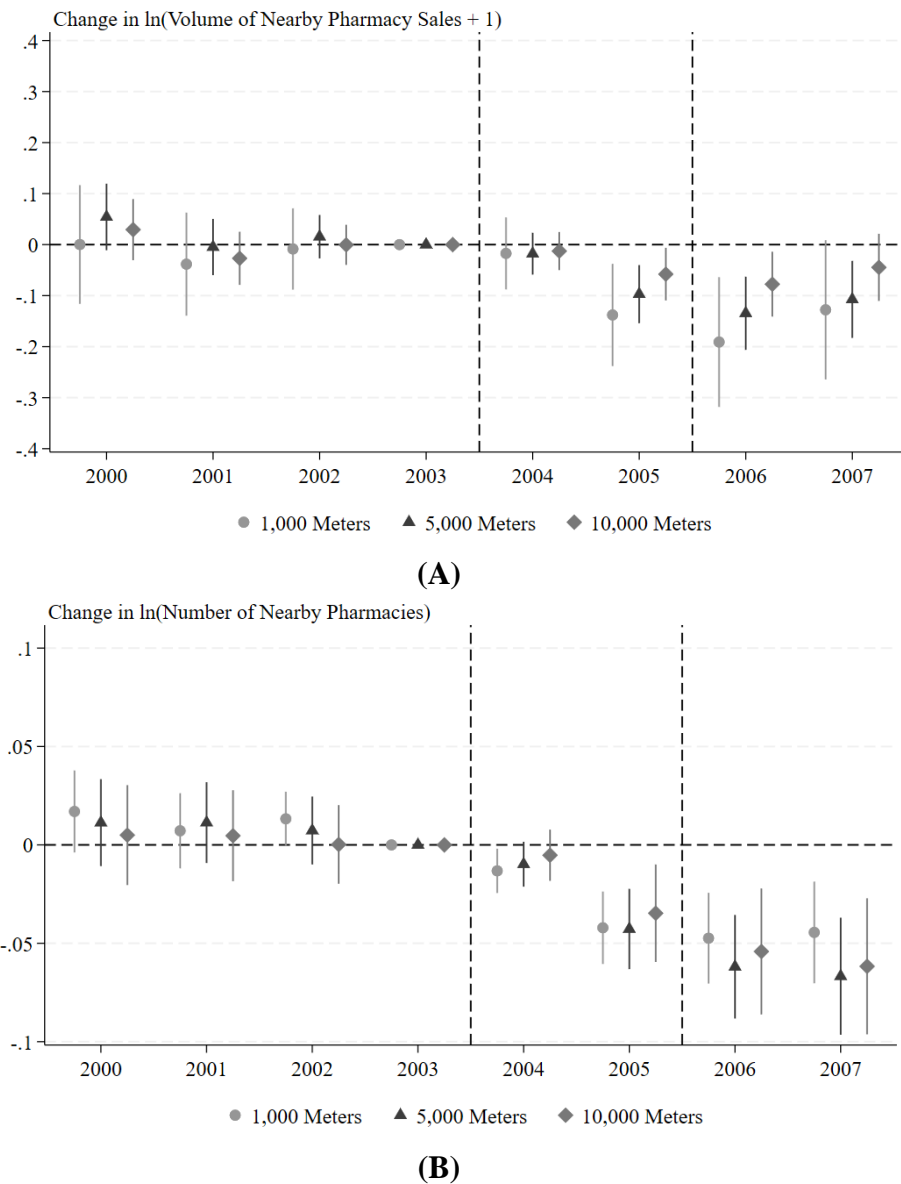 Change in ln(Volume of Nearby Pharmacy Sales + 1)
.4
.3
.2
.1
0
-.1
-.2
-.3
-.4
2000 2001 2002 2003 2004 2005 2006 2007
1,000 Meters 5,000 Meters 10,000 Meters
(A)
Change in ln(Number of Nearby Pharmacies)
.1
.05
0
-.05
-.1
2000 2001 2002 2003 2004 2005 2006 2007
1,000 Meters 5,000 Meters 10,000 Meters
(B)